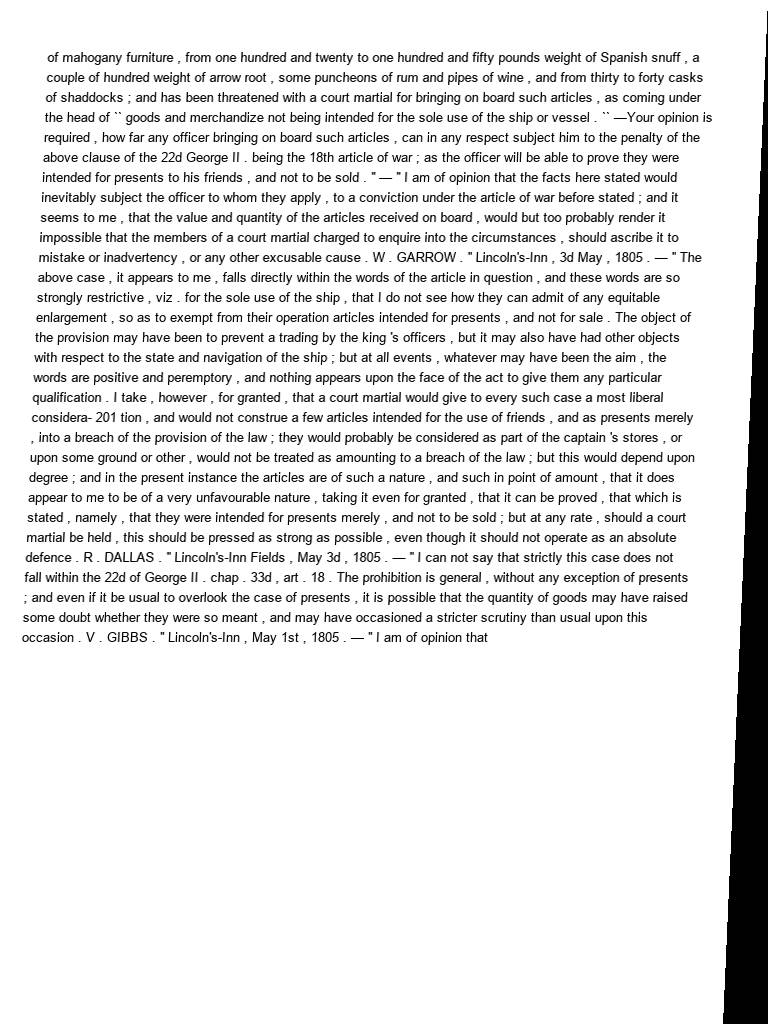 of mahogany furniture , from one hundred and twenty to one hundred and fifty pounds weight of Spanish snuff , a
couple of hundred weight of arrow root , some puncheons of rum and pipes of wine , and from thirty to forty casks
of shaddocks ; and has been threatened with a court martial for bringing on board such articles , as coming under
the head of `` goods and merchandize not being intended for the sole use of the ship or vessel . `` —Your opinion is
required , how far any officer bringing on board such articles , can in any respect subject him to the penalty of the
above clause of the 22d George II . being the 18th article of war ; as the officer will be able to prove they were
intended for presents to his friends , and not to be sold . " — " I am of opinion that the facts here stated would
inevitably subject the officer to whom they apply , to a conviction under the article of war before stated ; and it
seems to me , that the value and quantity of the articles received on board , would but too probably render it
impossible that the members of a court martial charged to enquire into the circumstances , should ascribe it to
mistake or inadvertency , or any other excusable cause . W . GARROW . " Lincoln's-Inn , 3d May , 1805 . — " The
above case , it appears to me , falls directly within the words of the article in question , and these words are so
strongly restrictive , viz . for the sole use of the ship , that I do not see how they can admit of any equitable
enlargement , so as to exempt from their operation articles intended for presents , and not for sale . The object of
the provision may have been to prevent a trading by the king 's officers , but it may also have had other objects
with respect to the state and navigation of the ship ; but at all events , whatever may have been the aim , the
words are positive and peremptory , and nothing appears upon the face of the act to give them any particular
qualification . I take , however , for granted , that a court martial would give to every such case a most liberal
considera- 201 tion , and would not construe a few articles intended for the use of friends , and as presents merely
, into a breach of the provision of the law ; they would probably be considered as part of the captain 's stores , or
upon some ground or other , would not be treated as amounting to a breach of the law ; but this would depend upon
degree ; and in the present instance the articles are of such a nature , and such in point of amount , that it does
appear to me to be of a very unfavourable nature , taking it even for granted , that it can be proved , that which is
stated , namely , that they were intended for presents merely , and not to be sold ; but at any rate , should a court
martial be held , this should be pressed as strong as possible , even though it should not operate as an absolute
defence . R . DALLAS . " Lincoln's-Inn Fields , May 3d , 1805 . — " I can not say that strictly this case does not
fall within the 22d of George II . chap . 33d , art . 18 . The prohibition is general , without any exception of presents
; and even if it be usual to overlook the case of presents , it is possible that the quantity of goods may have raised
some doubt whether they were so meant , and may have occasioned a stricter scrutiny than usual upon this
occasion . V . GIBBS . " Lincoln's-Inn , May 1st , 1805 . — " I am of opinion that